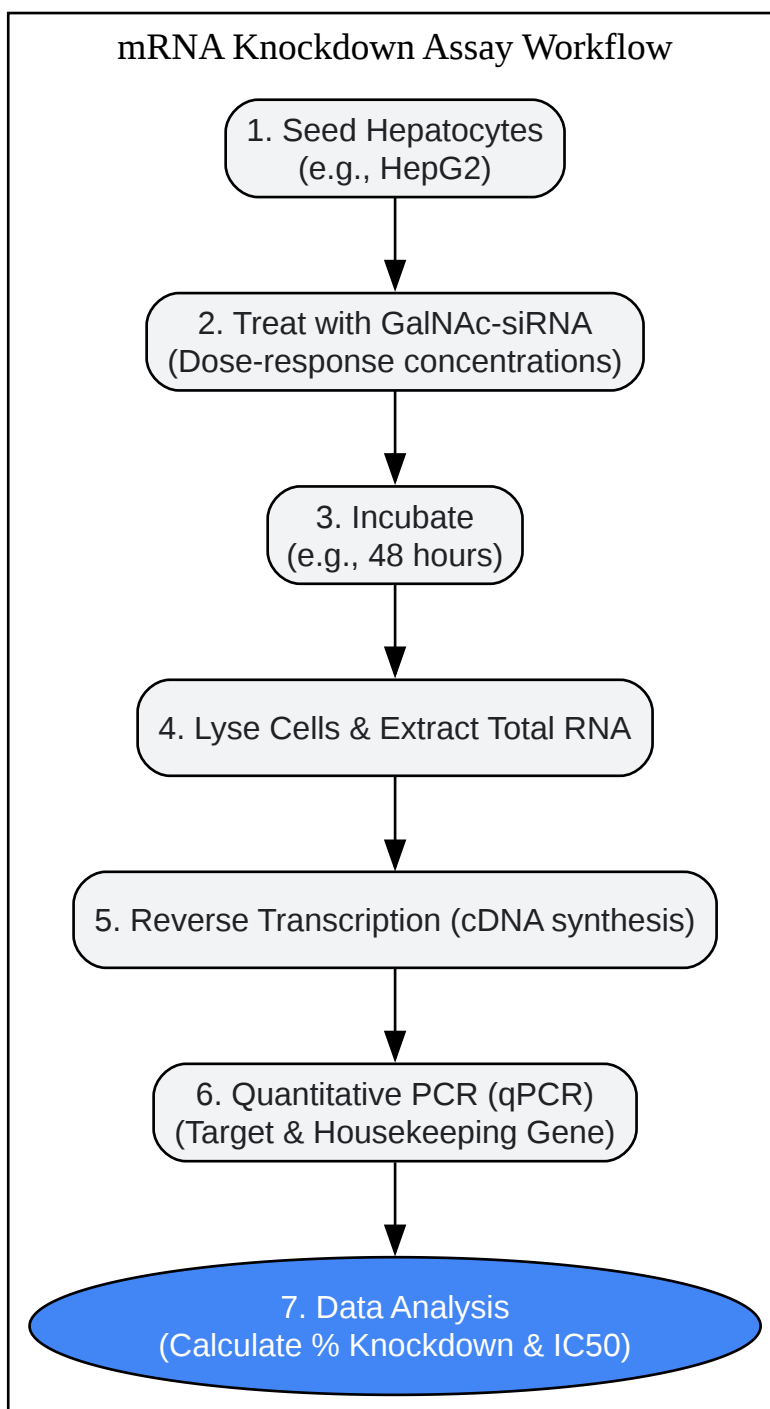 mRNA Knockdown Assay Workflow
1. Seed Hepatocytes
(e.g., HepG2)
2. Treat with GalNAc-siRNA
(Dose-response concentrations)
3. Incubate
(e.g., 48 hours)
4. Lyse Cells & Extract Total RNA
5. Reverse Transcription (cDNA synthesis)
6. Quantitative PCR (qPCR)
(Target & Housekeeping Gene)
7. Data Analysis
(Calculate % Knockdown & IC50)